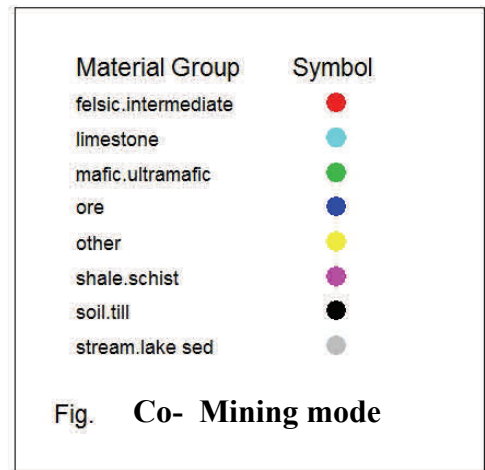 Material Group Symbol
felsic.intermediate
limestone
mafic.ultramafic
ore
other
shale.schist
soil.till
stream.lake sed
Fig. Co- Mining mode